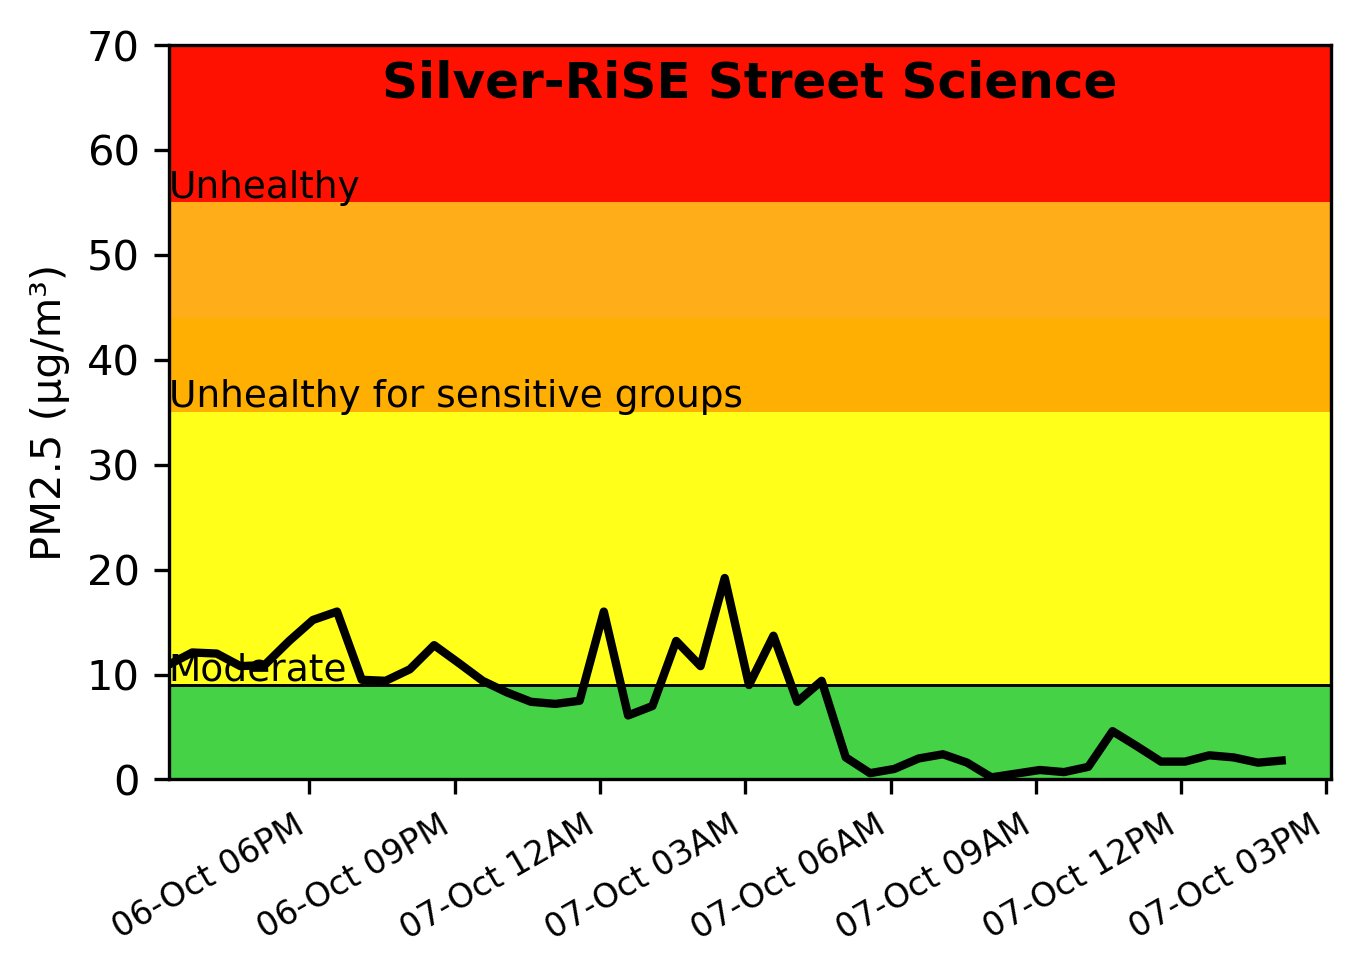 Silver-RiSE Street Science
PM2.5 (µg/m³)
70
60
50
40
30
20
10
0
Unhealthy
Unhealthy for sensitive groups
Moderate
06-Oct 06PM
06-Oct 09PM
07-Oct 12AM
07-Oct 03AM
07-Oct 06AM
07-Oct 09AM
07-Oct 12PM
07-Oct 03PM